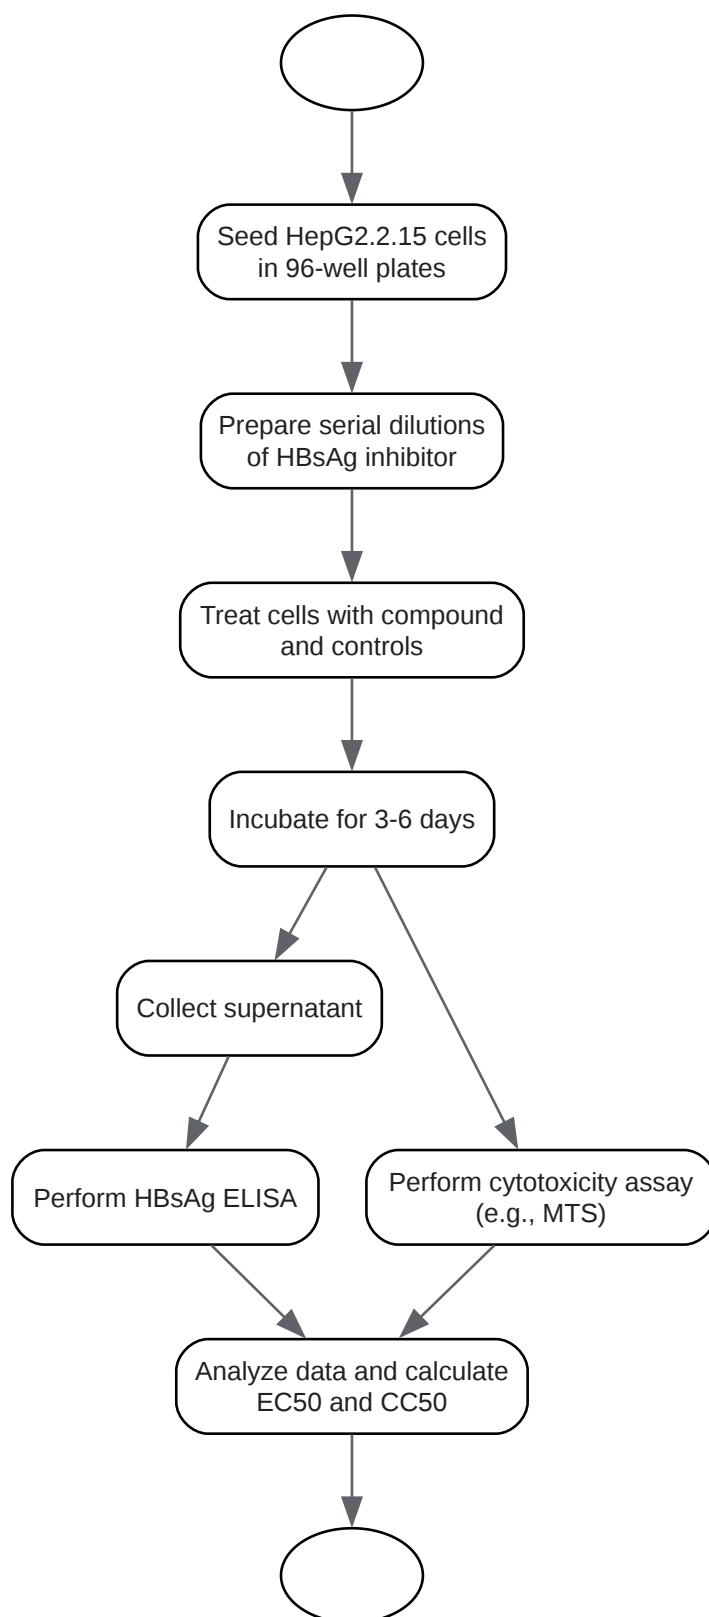 Seed HepG2.2.15 cells
in 96-well plates
Prepare serial dilutions
of HBsAg inhibitor
Treat cells with compound
and controls
Incubate for 3-6 days
Collect supernatant
Perform HBsAg ELISA
Perform cytotoxicity assay
(e.g., MTS)
Analyze data and calculate
EC50 and CC50